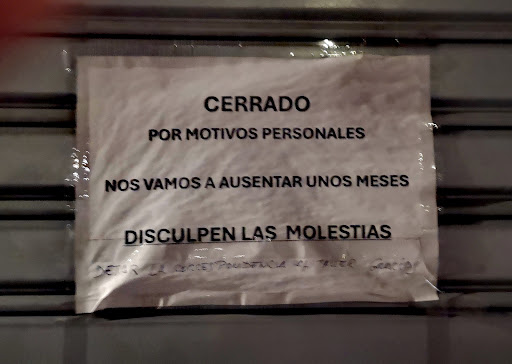 CERRADO
POR MOTIVOS PERSONALES
NOS VAMOS A AUSENTAR UNOS MESES
DISCULPEN LAS MOLESTIAS
DEJAR LA CORRESPONDENCIA AL TALLER